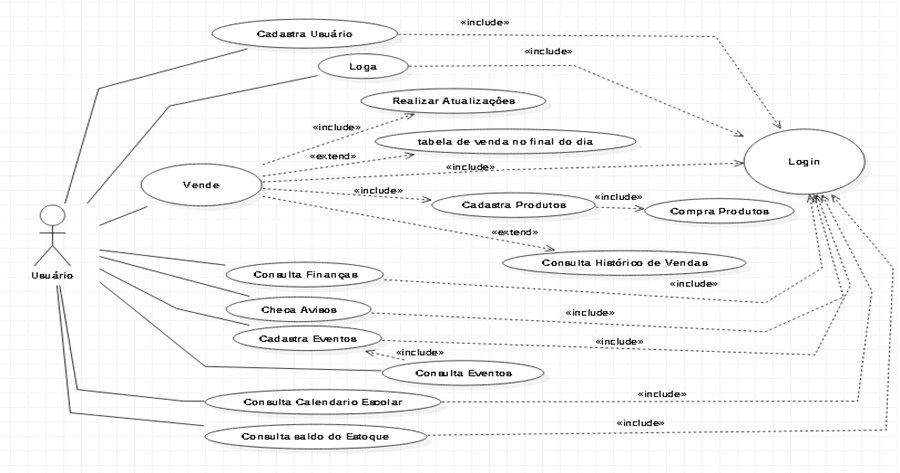 «include»
Cadastra Usuário
«include»
Loga
Realizar Atualizações
«include»
tabela de venda no final do dia
«extend»
Login
«include»
Vende
«include»
«include»
Cadastra Produtos
Compra Produtos
«extend»
Consulta Histórico de Vendas
Usuário
Consulta Finanças
«include»
Checa Avisos
«include»
Cadastra Eventos
«include»
«include»
Consulta Eventos
«include»
Consulta Calendario Escolar
«include»
Consulta saldo do Estoque